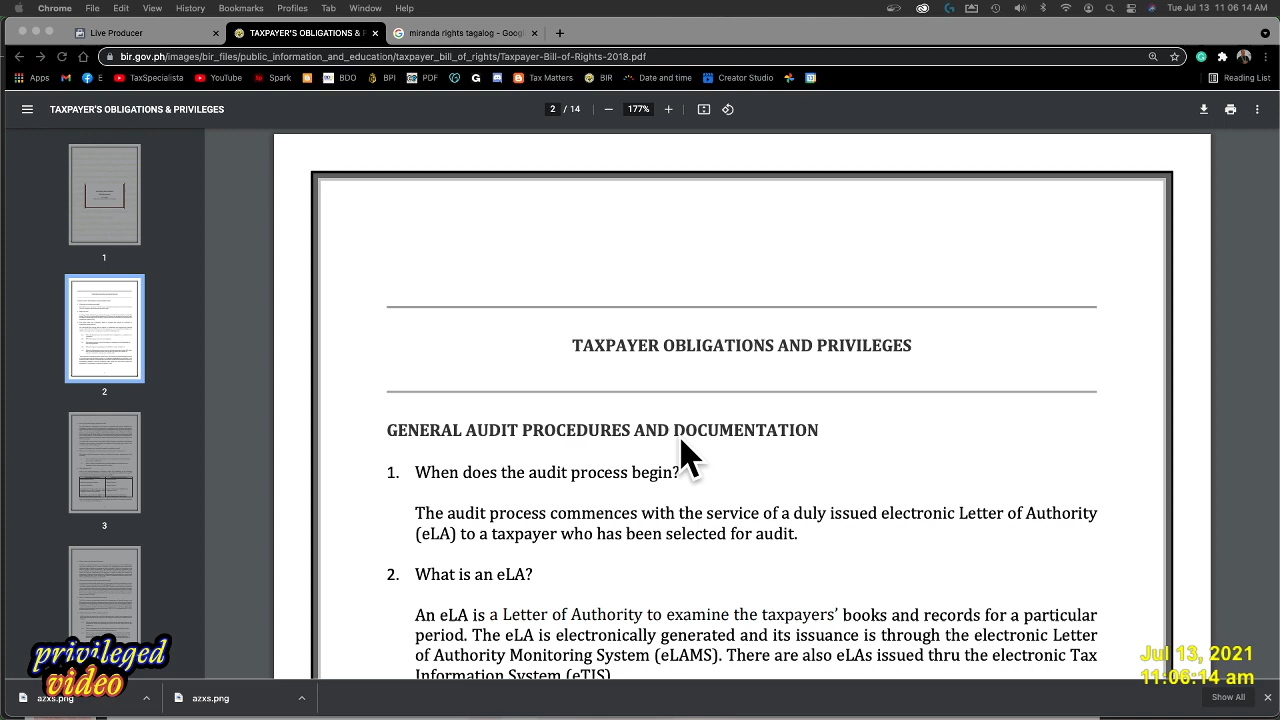 Chrome File Edit View History Bookmarks Profiles Tab Window Help Tue Jul 13 11:06:14 AM
Live Producer
TAXPAYER'S OBLIGATIONS & P
miranda rights tagalog - Goog
bir.gov.ph/images/bir_files/public_information_and_education/taxpayer_bill_of_rights/Taxpayer-Bill-of-Rights-2018.pdf
Apps E TaxSpecialista YouTube Spark BDO BPI PDF Tax Matters BIR Date and time Creator Studio Reading List
TAXPAYER'S OBLIGATIONS & PRIVILEGES 2 / 14 177%
1
2
3
TAXPAYER OBLIGATIONS AND PRIVILEGES
GENERAL AUDIT PROCEDURES AND DOCUMENTATION
1. When does the audit process begin?
The audit process commences with the service of a duly issued electronic Letter of Authority
(eLA) to a taxpayer who has been selected for audit.
2. What is an eLA?
An eLA is a Letter of Authority to examine the taxpayers’ books and records for a particular
period. The eLA is electronically generated and its issuance is through the electronic Letter
of Authority Monitoring System (eLAMS). There are also eLAs issued thru the electronic Tax
Information System (eTIS)
privileged
video
Jul 13, 2021
11:06:14 am
azxs.png
azxs.png
Show All